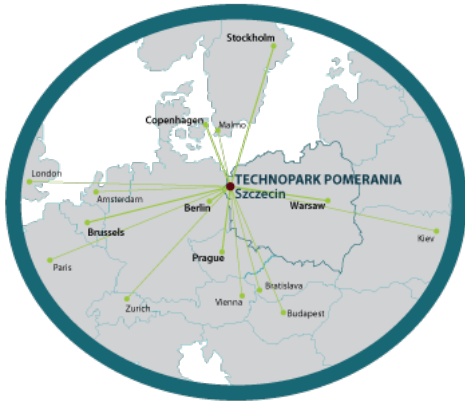 Stockholm
Copenhagen
Malmo
London
TECHNOPARK POMERANIA
Szczecin
Amsterdam
Berlin
Warsaw
Brussels
Kiev
Prague
Paris
Bratislava
Vienna
Zurich
Budapest